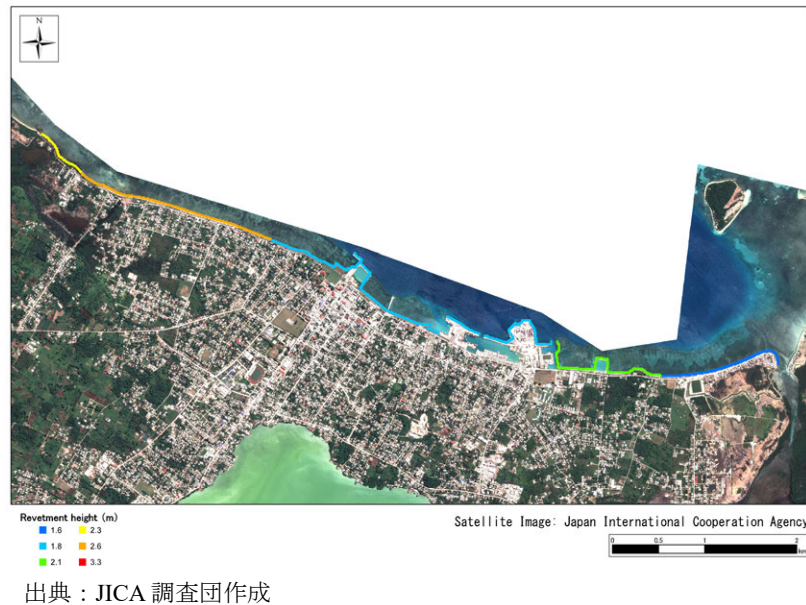 N
Revetment height (m)
1.6 2.3
1.8 2.6
2.1 3.3
Satellite Image: Japan International Cooperation Agency
0 0.5 1 2
km
出典：JICA 調査団作成